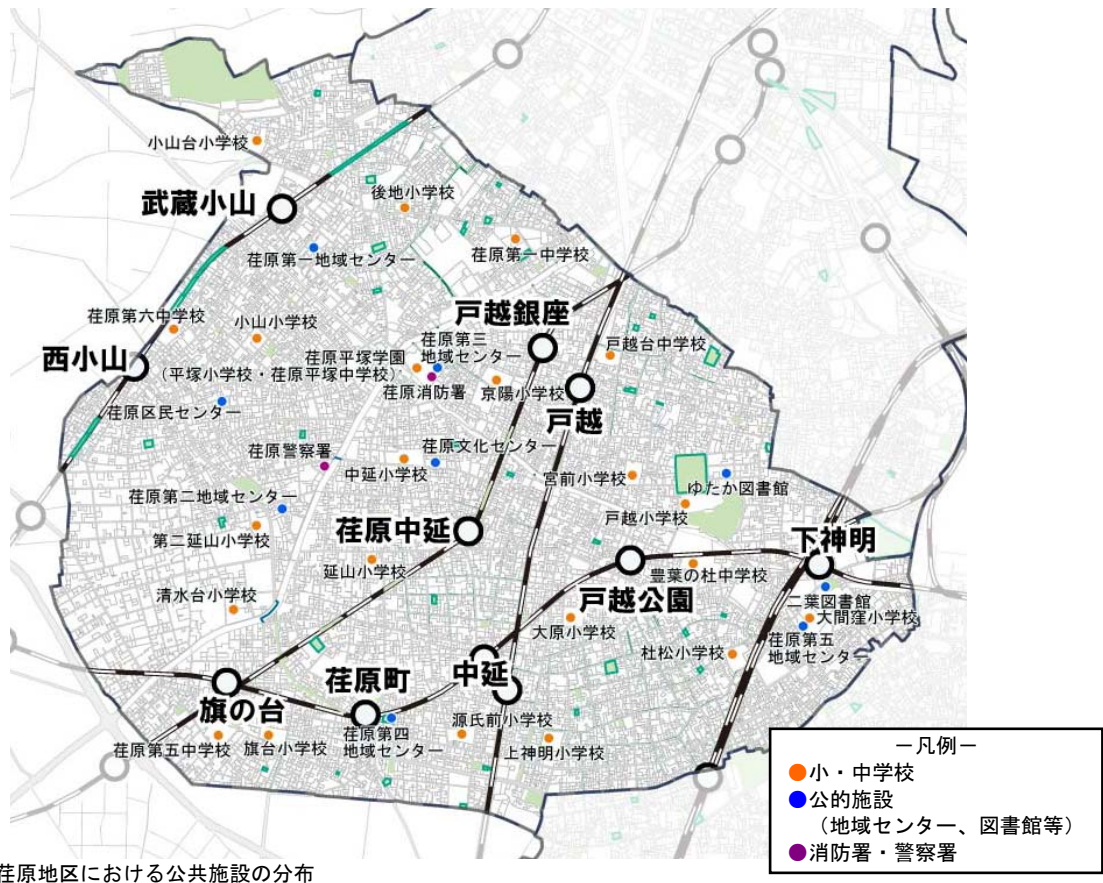 小山台小学校
武蔵小山
後地小学校
荏原第一地域センター
荏原第一中学校
荏原第六中学校
小山小学校
戸越銀座
荏原第三
地域センター
戸越台中学校
西小山
荏原平塚学園
(平塚小学校・荏原平塚中学校)
荏原消防署
京陽小学校
戸越
荏原区民センター
荏原警察署
中延小学校
荏原文化センター
宮前小学校
ゆたか図書館
荏原第二地域センター
戸越小学校
第二延山小学校
荏原中延
下神明
延山小学校
豊葉の杜中学校
戸越公園
清水台小学校
二葉図書館
大原小学校
大間窪小学校
荏原第五
地域センター
杜松小学校
中延
荏原町
旗の台
源氏前小学校
荏原第四
地域センター
荏原第五中学校
旗台小学校
上神明小学校
-凡例-
小・中学校
公的施設
(地域センター、図書館等)
消防署・警察署
荏原地区における公共施設の分布